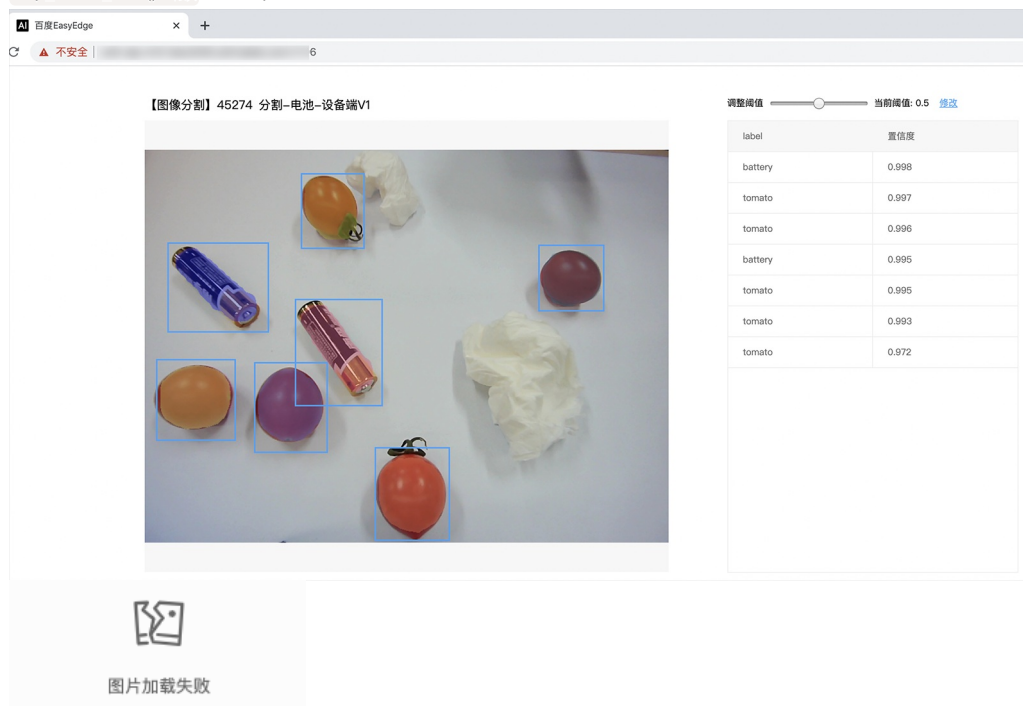 AI 百度EasyEdge
不安全
6
【图像分割】45274 分割-电池-设备端V1
调整阈值 当前阈值: 0.5 修改
label 置信度
battery 0.998
tomato 0.997
tomato 0.996
battery 0.995
tomato 0.995
tomato 0.993
tomato 0.972
图片加载失败